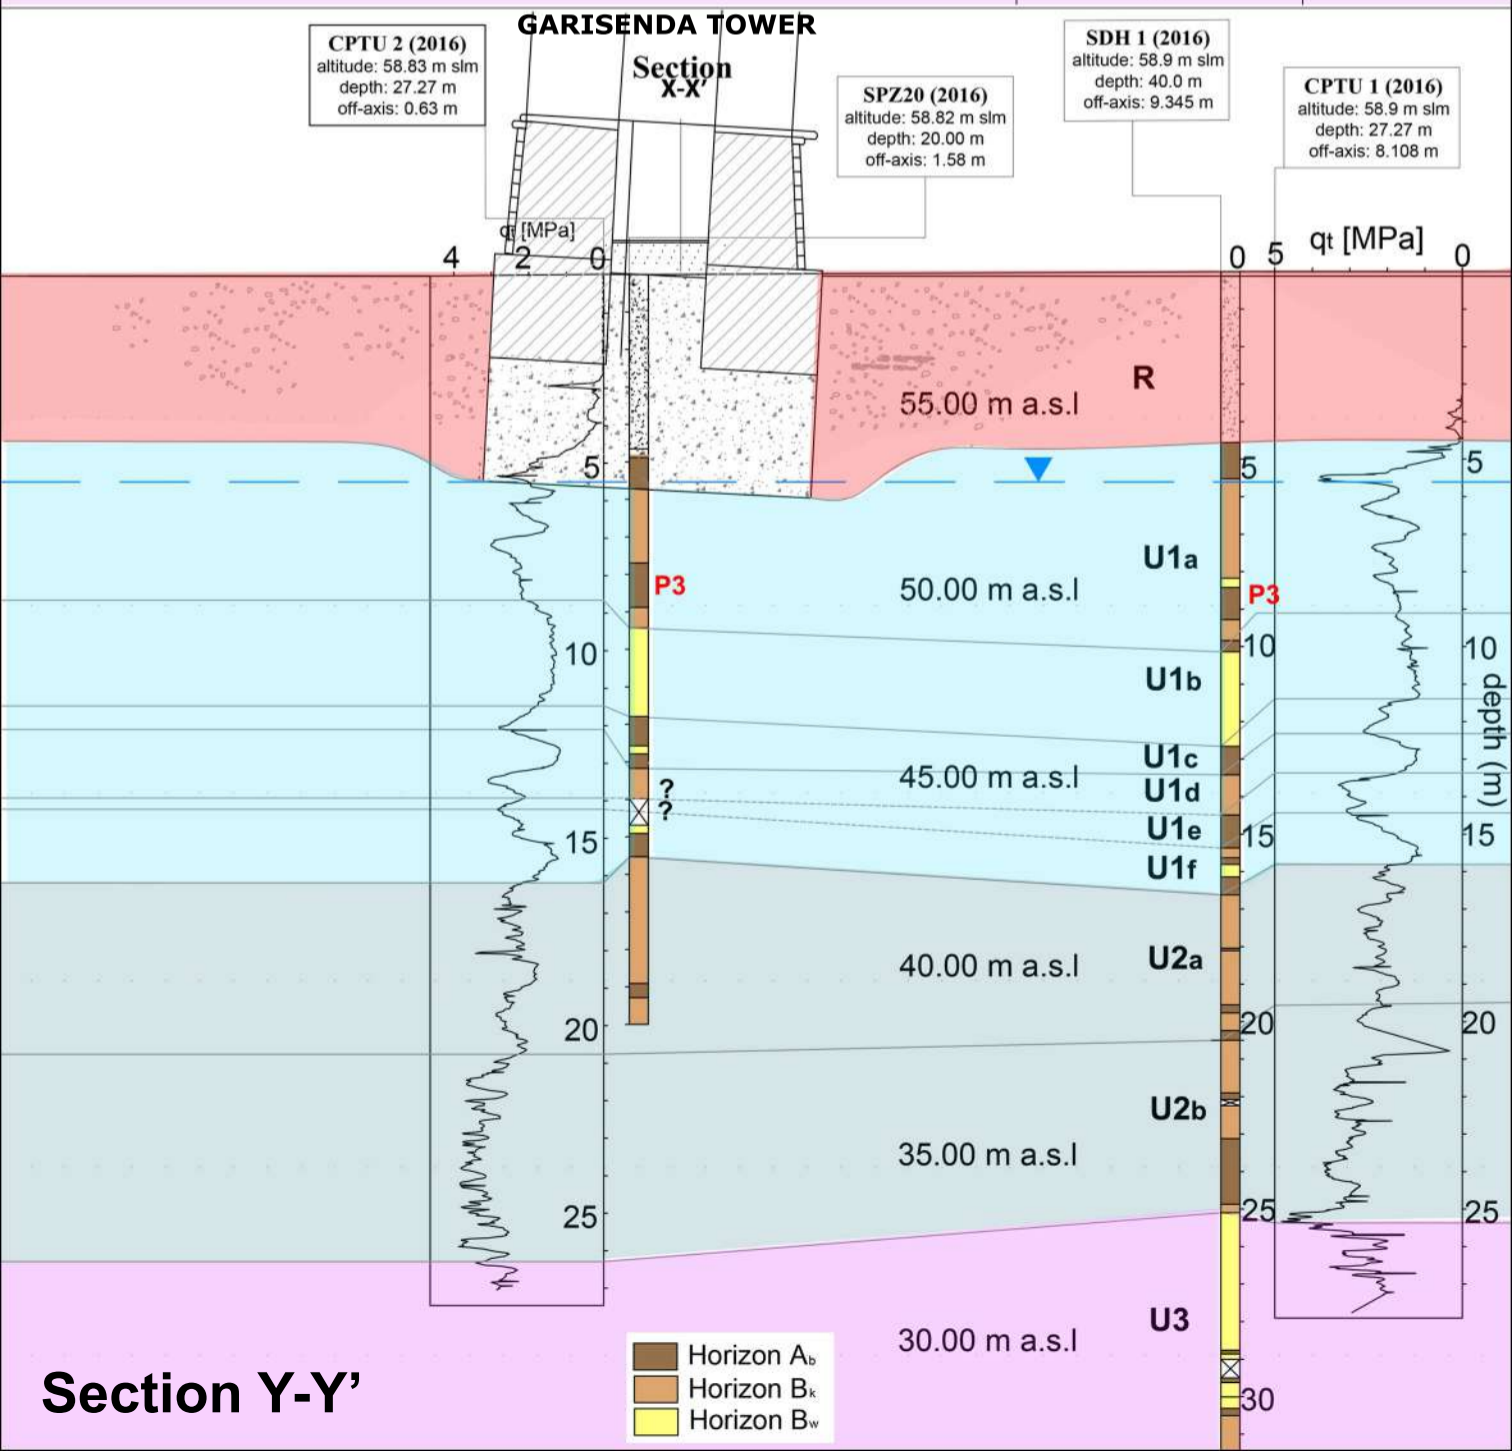 GARISENDA TOWER
Section
X-X'
CPTU 2 (2016)
altitude: 58.83 m slm
depth: 27.27 m
off-axis: 0.63 m
SPZ20 (2016)
altitude: 58.82 m slm
depth: 20.00 m
off-axis: 1.58 m
SDH 1 (2016)
altitude: 58.9 m slm
depth: 40.0 m
off-axis: 9.345 m
CPTU 1 (2016)
altitude: 58.9 m slm
depth: 27.27 m
off-axis: 8.108 m
qt [MPa]
4 2 0
qt [MPa]
0 5 0
R
55.00 m a.s.l
5 5 5
U1a
P3
50.00 m a.s.l
P3
10 10 10
U1b
depth (m)
U1c
45.00 m a.s.l
U1d
?
?
U1e
15 15 15
U1f
40.00 m a.s.l
U2a
20 20 20
U2b
35.00 m a.s.l
25 25 25
U3
30.00 m a.s.l
Horizon Ab
Horizon Bk
Horizon Bw
30
Section Y-Y’